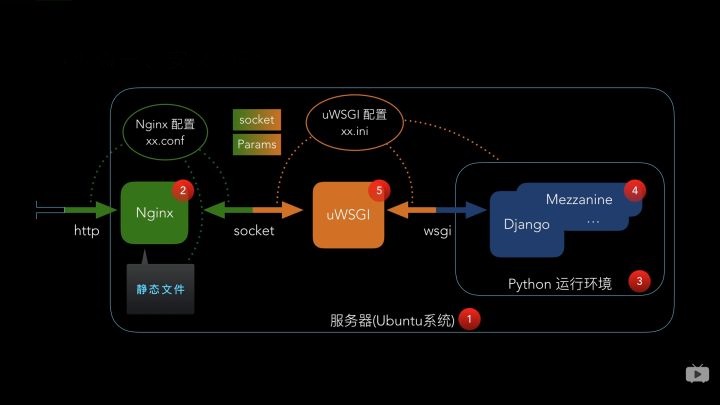 Nginx 配置
xx.conf
socket
Params
uWSGI 配置
xx.ini
http
Nginx
2
socket
uWSGI
5
wsgi
Mezzanine
4
...
Django
静态文件
Python 运行环境
3
服务器(Ubuntu系统)
1